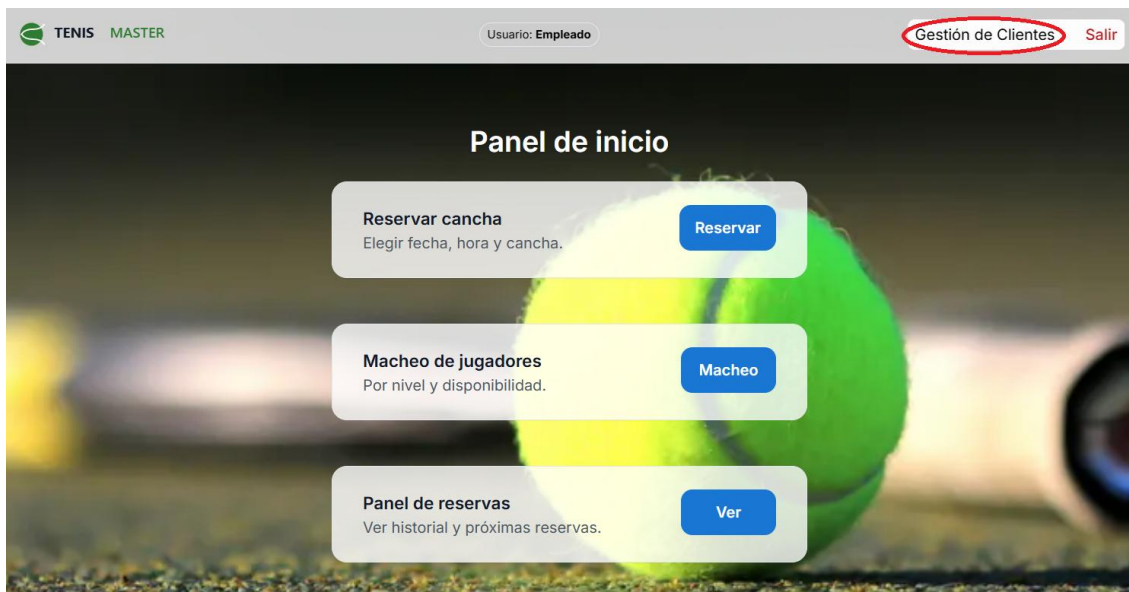 TENIS MASTER
Usuario: Empleado
Gestión de Clientes
Salir
Panel de inicio
Reservar cancha
Elegir fecha, hora y cancha.
Reservar
Macheo de jugadores
Por nivel y disponibilidad.
Macheo
Panel de reservas
Ver historial y próximas reservas.
Ver